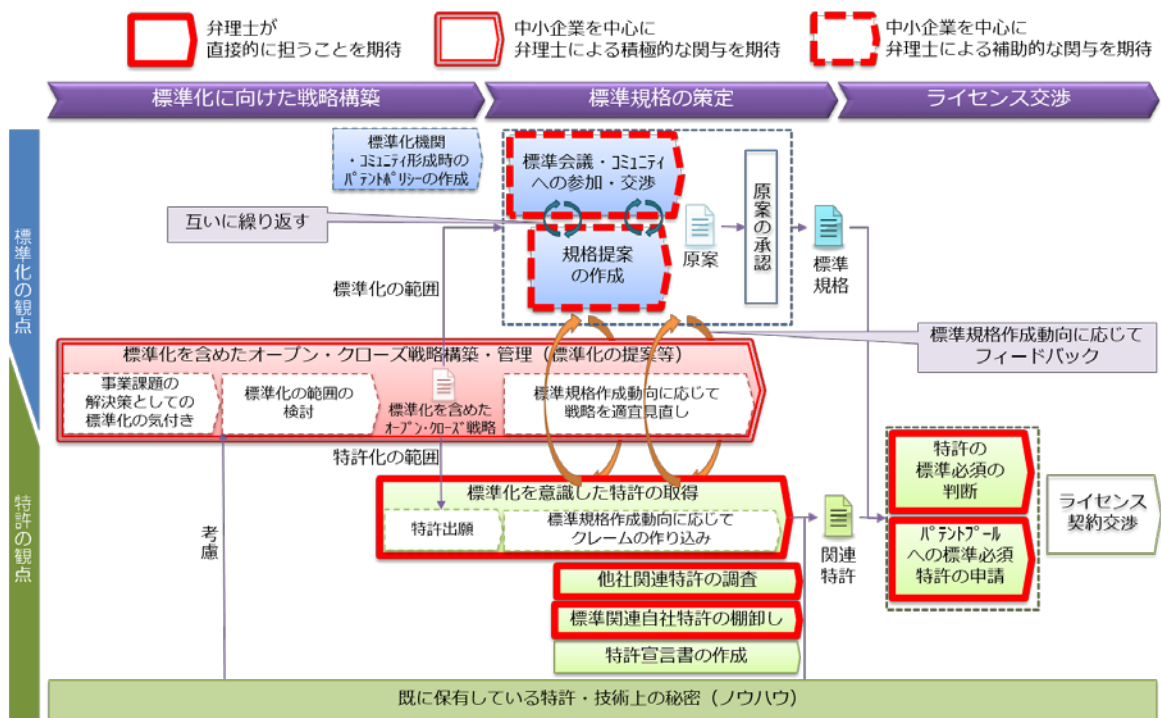 弁理士が
直接的に担うことを期待
中小企業を中心に
弁理士による積極的な関与を期待
中小企業を中心に
弁理士による補助的な関与を期待
標準化に向けた戦略構築
標準規格の策定
ライセンス交渉
標準化の観点
特許の観点
標準化機関
・ｺﾐｭﾆﾃｨ形成時の
ﾊﾟﾃﾝﾄﾎﾟﾘｼｰの作成
標準会議・ｺﾐｭﾆﾃｨ
への参加・交渉
互いに繰り返す
規格提案
の作成
原案
原案の承認
標準
規格
標準化の範囲
標準規格作成動向に応じて
フィードバック
標準化を含めたオープン・クローズ戦略構築・管理（標準化の提案等）
事業課題の
解決策としての
標準化の気付き
標準化の範囲の
検討
標準化を含めた
ｵｰﾌﾟﾝ･ｸﾛｰｽﾞ戦略
標準規格作成動向に応じて
戦略を適宜見直し
特許化の範囲
標準化を意識した特許の取得
特許出願
標準規格作成動向に応じて
クレームの作り込み
考慮
関連
特許
特許の
標準必須の
判断
ﾊﾟﾃﾝﾄﾌﾟｰﾙ
への標準必須
特許の申請
ライセンス
契約交渉
他社関連特許の調査
標準関連自社特許の棚卸し
特許宣言書の作成
既に保有している特許・技術上の秘密（ノウハウ）